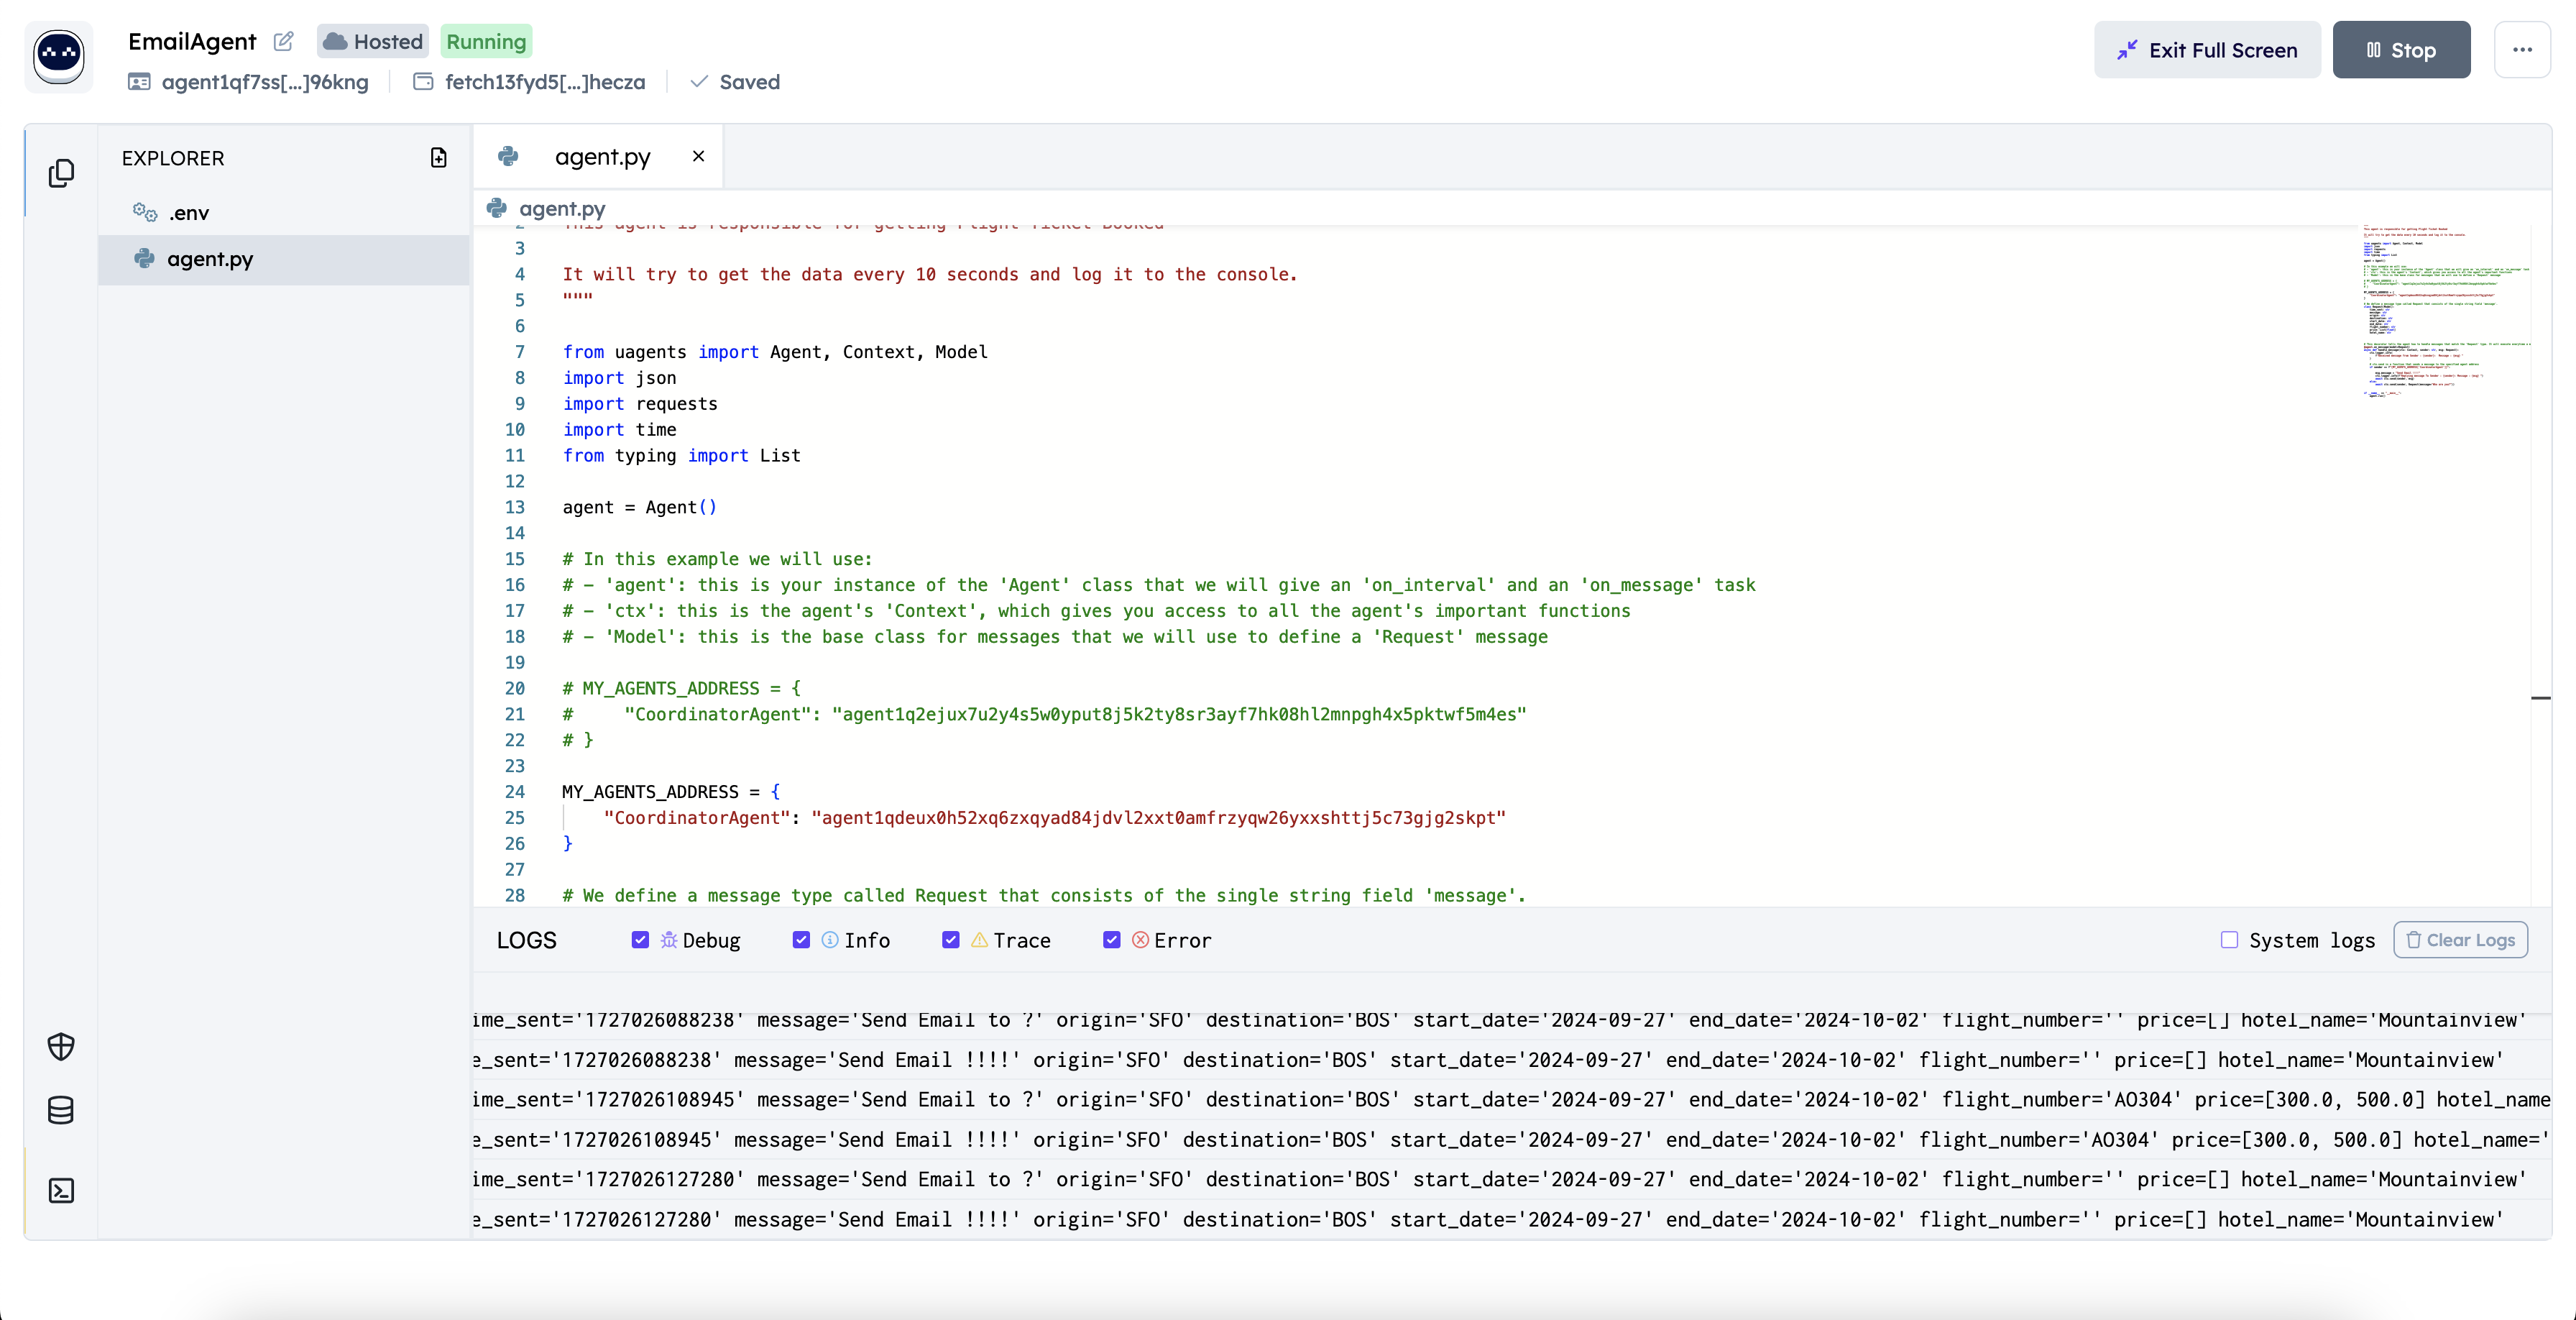 EmailAgent Hosted Running
agent1qf7ss[...]96kng fetch13fyd5[...]hecza Saved
Exit Full Screen Stop
EXPLORER
.env
agent.py
agent.py
agent.py
2 This agent is responsible for getting Flight Ticket Booked
3
4 It will try to get the data every 10 seconds and log it to the console.
5 """
6
7 from uagents import Agent, Context, Model
8 import json
9 import requests
10 import time
11 from typing import List
12
13 agent = Agent()
14
15 # In this example we will use:
16 # - 'agent': this is your instance of the 'Agent' class that we will give an 'on_interval' and an 'on_message' task
17 # - 'ctx': this is the agent's 'Context', which gives you access to all the agent's important functions
18 # - 'Model': this is the base class for messages that we will use to define a 'Request' message
19
20 # MY_AGENTS_ADDRESS = {
21 #     "CoordinatorAgent": "agent1q2ejux7u2y4s5w0yput8j5k2ty8sr3ayf7hk08hl2mnpgh4x5pktwf5m4es"
22 # }
23
24 MY_AGENTS_ADDRESS = {
25     "CoordinatorAgent": "agent1qdeux0h52xq6zxqyad84jdvl2xxt0amfrzyqw26yxxshttj5c73gjg2skpt"
26 }
27
28 # We define a message type called Request that consists of the single string field 'message'.
LOGS Debug Info Trace Error System logs Clear Logs
ime_sent='1727026088238' message='Send Email to ?' origin='SFO' destination='BOS' start_date='2024-09-27' end_date='2024-10-02' flight_number='' price=[] hotel_name='Mountainview'
e_sent='1727026088238' message='Send Email !!!!' origin='SFO' destination='BOS' start_date='2024-09-27' end_date='2024-10-02' flight_number='' price=[] hotel_name='Mountainview'
ime_sent='1727026108945' message='Send Email to ?' origin='SFO' destination='BOS' start_date='2024-09-27' end_date='2024-10-02' flight_number='AO304' price=[300.0, 500.0] hotel_name
e_sent='1727026108945' message='Send Email !!!!' origin='SFO' destination='BOS' start_date='2024-09-27' end_date='2024-10-02' flight_number='AO304' price=[300.0, 500.0] hotel_name='
ime_sent='1727026127280' message='Send Email to ?' origin='SFO' destination='BOS' start_date='2024-09-27' end_date='2024-10-02' flight_number='' price=[] hotel_name='Mountainview'
e_sent='1727026127280' message='Send Email !!!!' origin='SFO' destination='BOS' start_date='2024-09-27' end_date='2024-10-02' flight_number='' price=[] hotel_name='Mountainview'